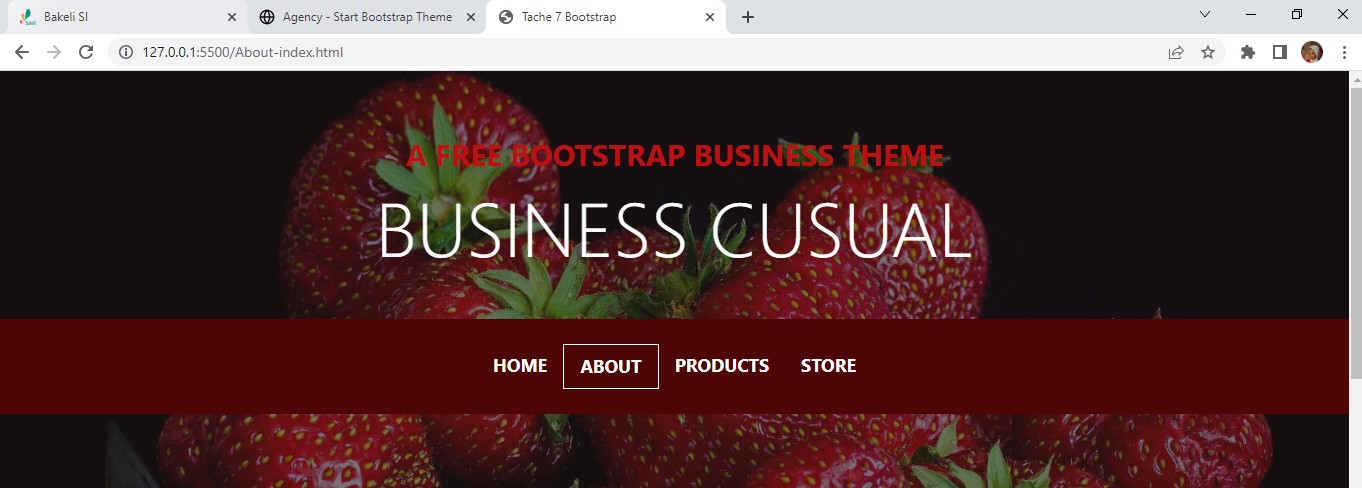 Bakeli SI
Agency - Start Bootstrap Theme
Tache 7 Bootstrap
127.0.0.1:5500/About-index.html
A FREE BOOTSTRAP BUSINESS THEME
BUSINESS CUSUAL
HOME ABOUT PRODUCTS STORE